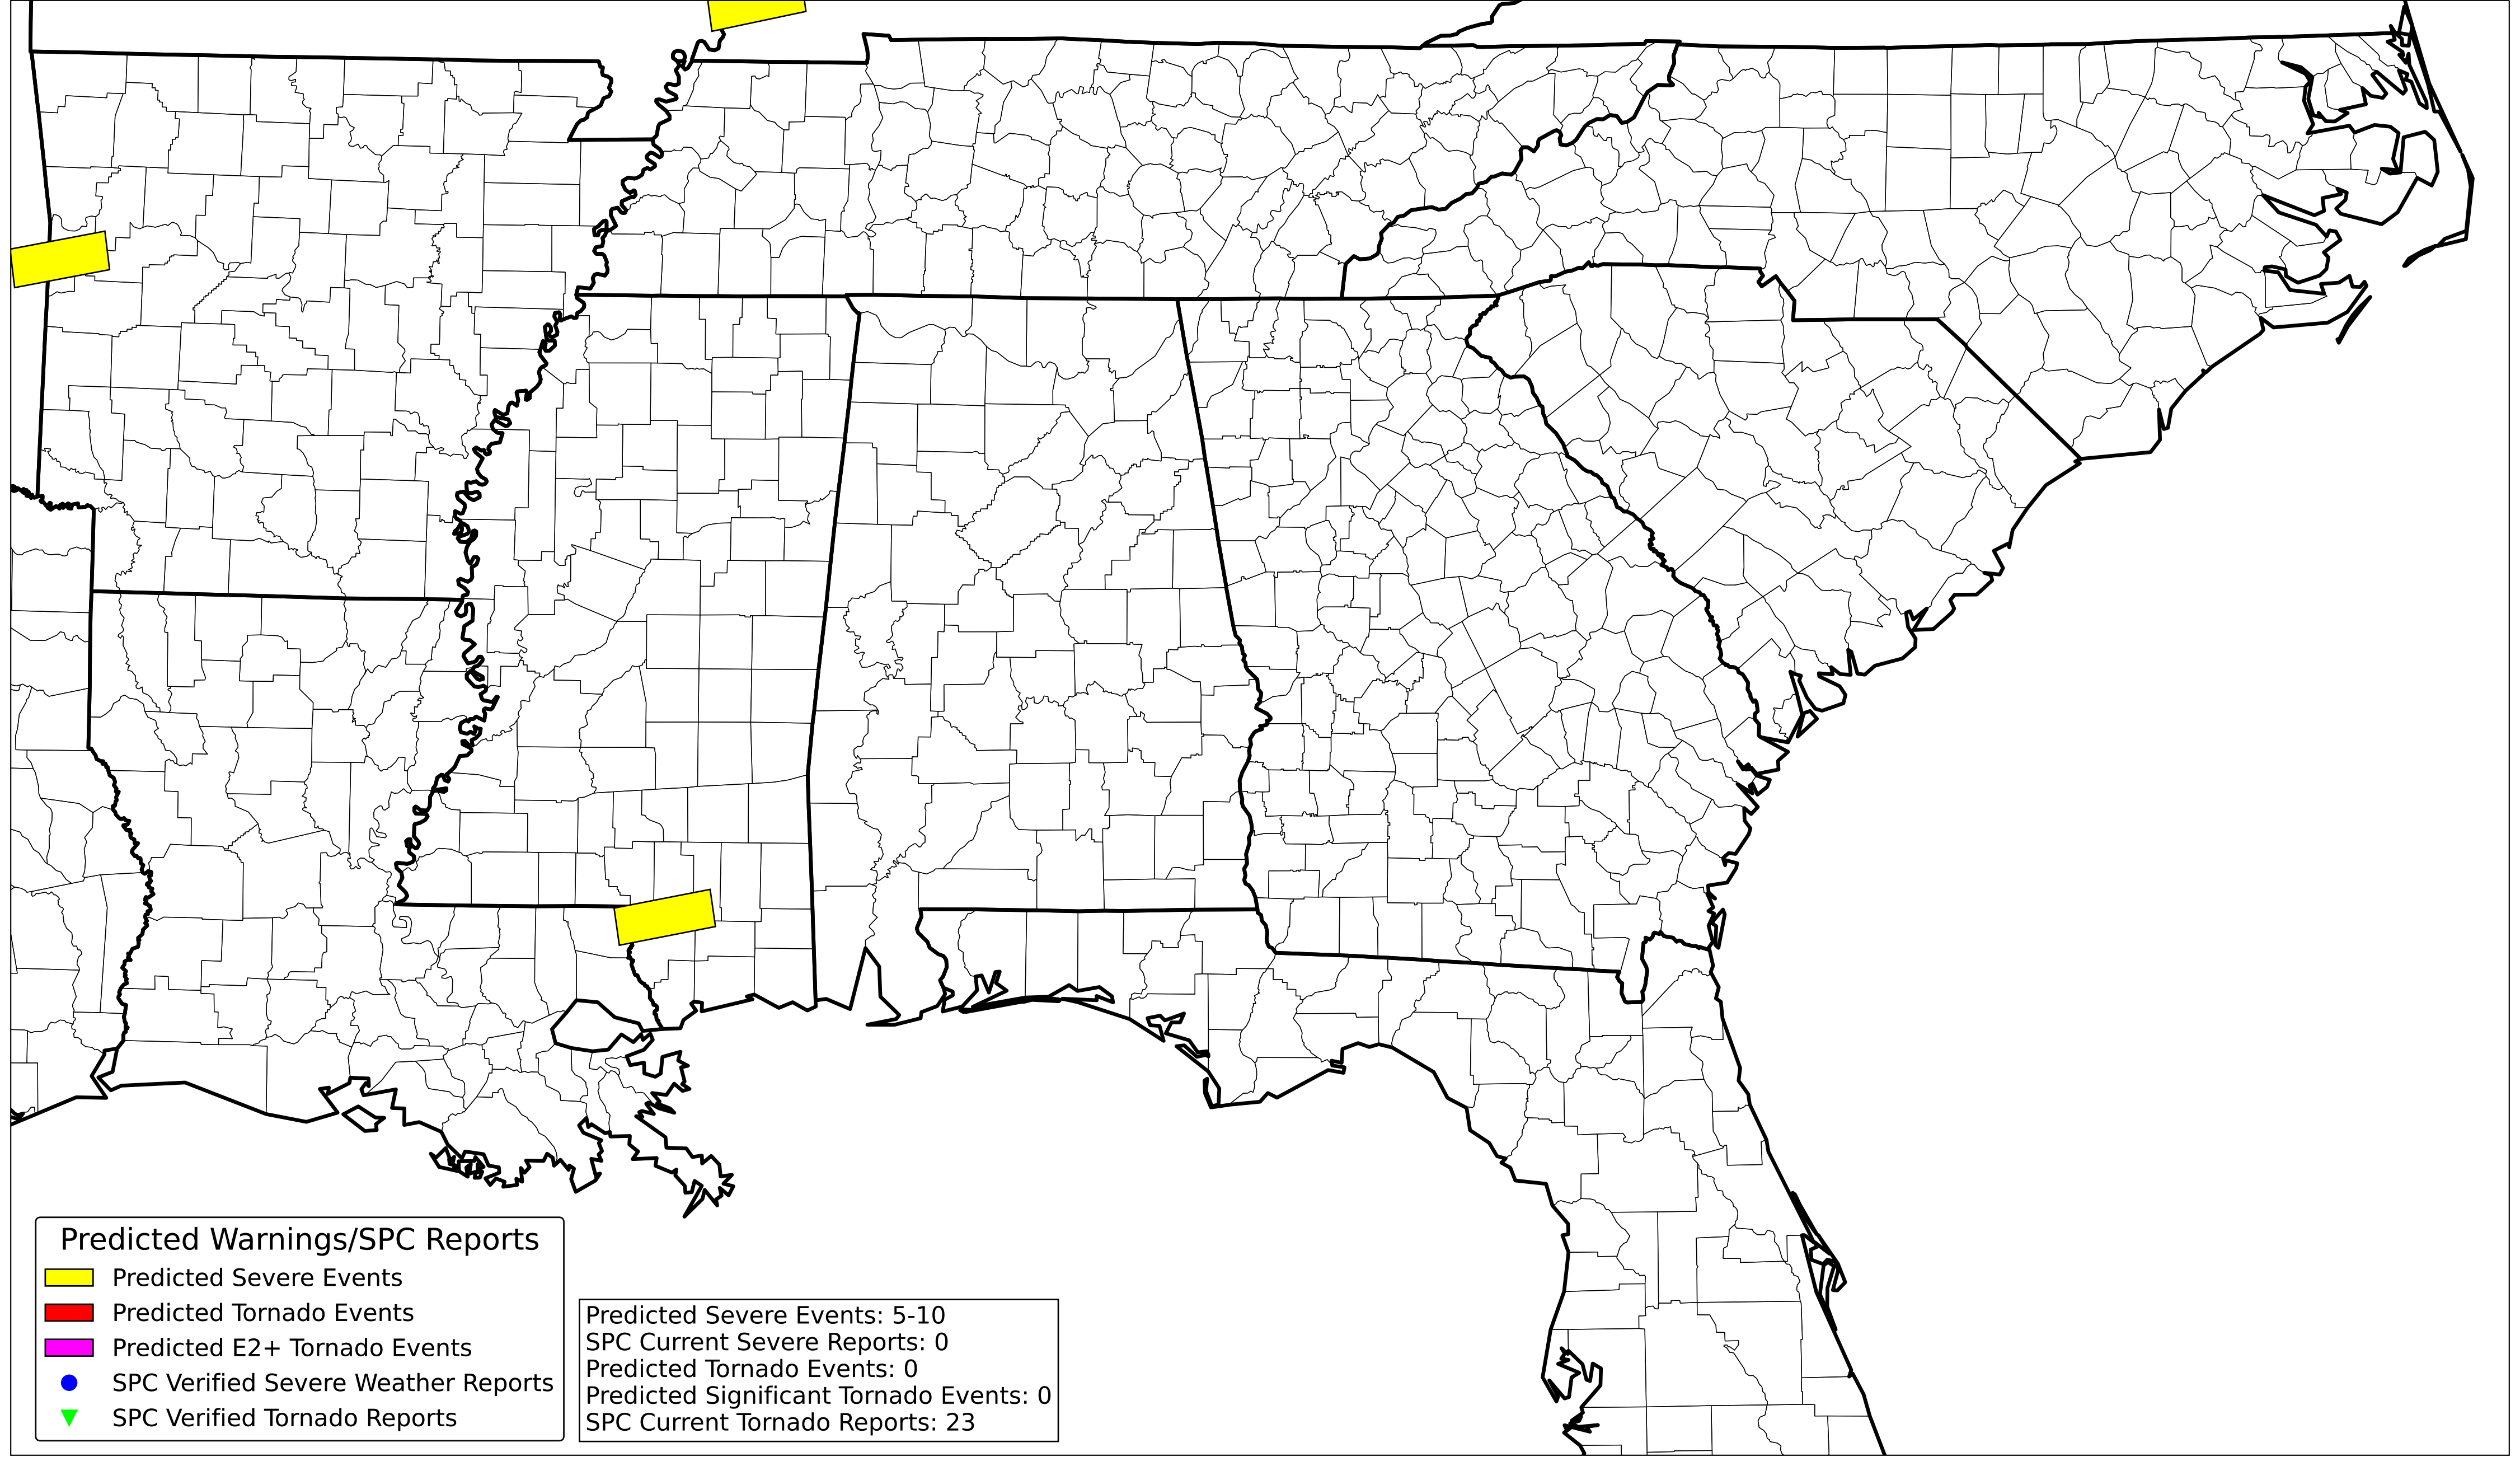 Predicted Warnings/SPC Reports
Predicted Severe Events
Predicted Tornado Events
Predicted E2+ Tornado Events
SPC Verified Severe Weather Reports
SPC Verified Tornado Reports
Predicted Severe Events: 5-10
SPC Current Severe Reports: 0
Predicted Tornado Events: 0
Predicted Significant Tornado Events: 0
SPC Current Tornado Reports: 23